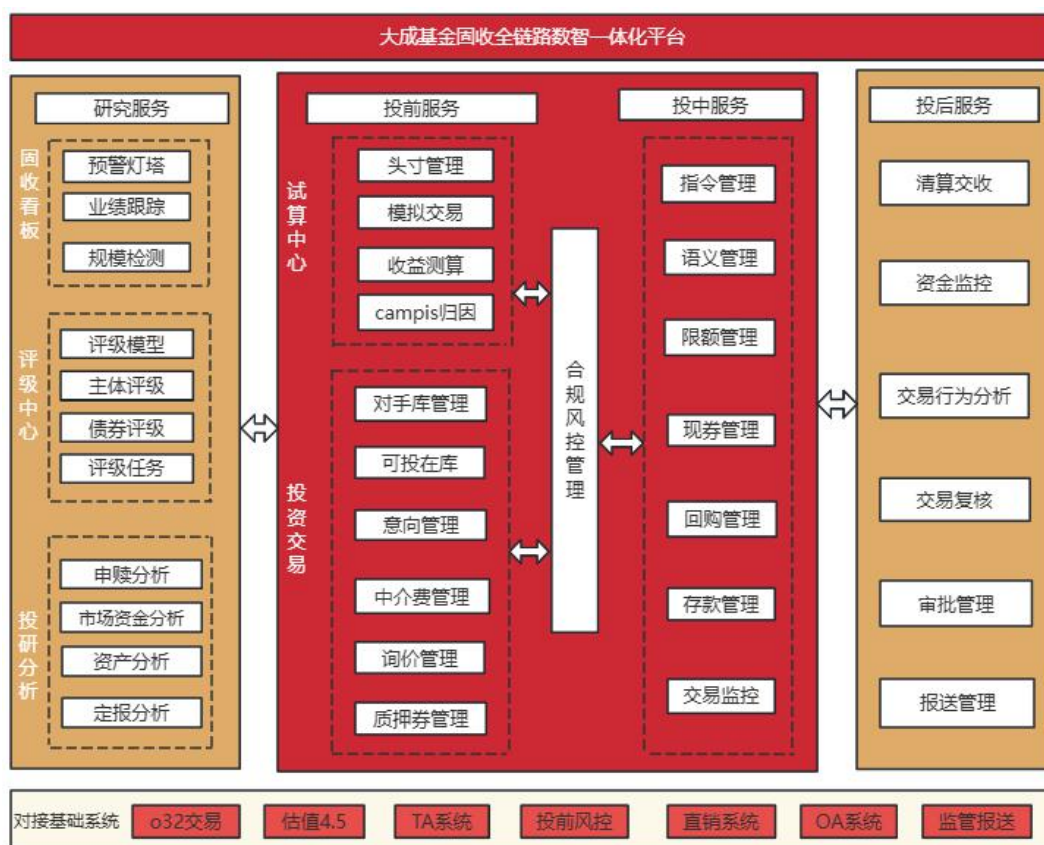 大成基金固收全链路数智一体化平台
研究服务
固收看板
预警灯塔
业绩跟踪
规模检测
评级中心
评级模型
主体评级
债券评级
评级任务
投研分析
申赎分析
市场资金分析
资产分析
定报分析
投前服务
试算中心
头寸管理
模拟交易
收益测算
campis归因
投资交易
对手库管理
可投在库
意向管理
中介费管理
询价管理
质押券管理
合规风控管理
投中服务
指令管理
语义管理
限额管理
现券管理
回购管理
存款管理
交易监控
投后服务
清算交收
资金监控
交易行为分析
交易复核
审批管理
报送管理
对接基础系统
o32交易
估值4.5
TA系统
投前风控
直销系统
OA系统
监管报送